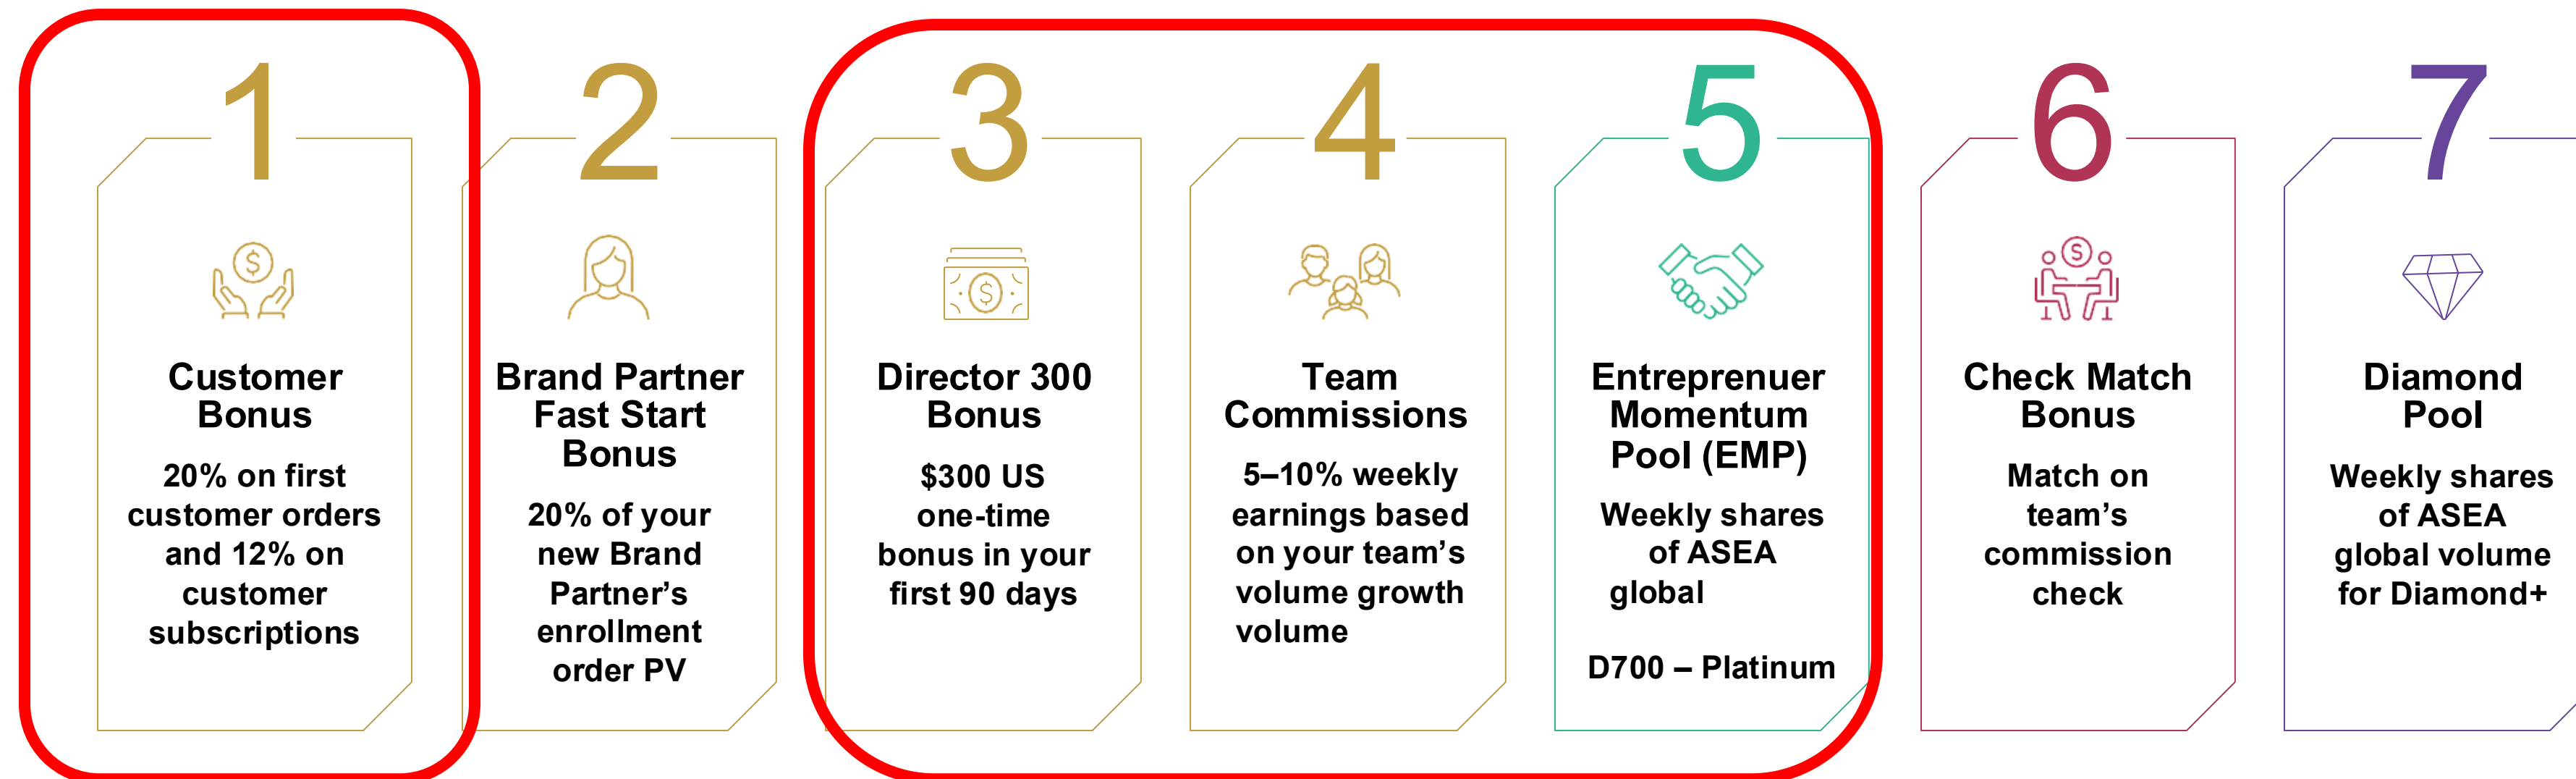 1
Customer
Bonus
20% on first
customer orders
and 12% on
customer
subscriptions
2
Brand Partner
Fast Start
Bonus
20% of your
new Brand
Partner’s
enrollment
order PV
3
Director 300
Bonus
$300 US
one-time
bonus in your
first 90 days
4
Team
Commissions
5–10% weekly
earnings based
on your team’s
volume growth
volume
5
Entreprenuer
Momentum
Pool (EMP)
Weekly shares
of ASEA
global
D700 – Platinum
6
Check Match
Bonus
Match on
team’s
commission
check
7
Diamond
Pool
Weekly shares
of ASEA
global volume
for Diamond+